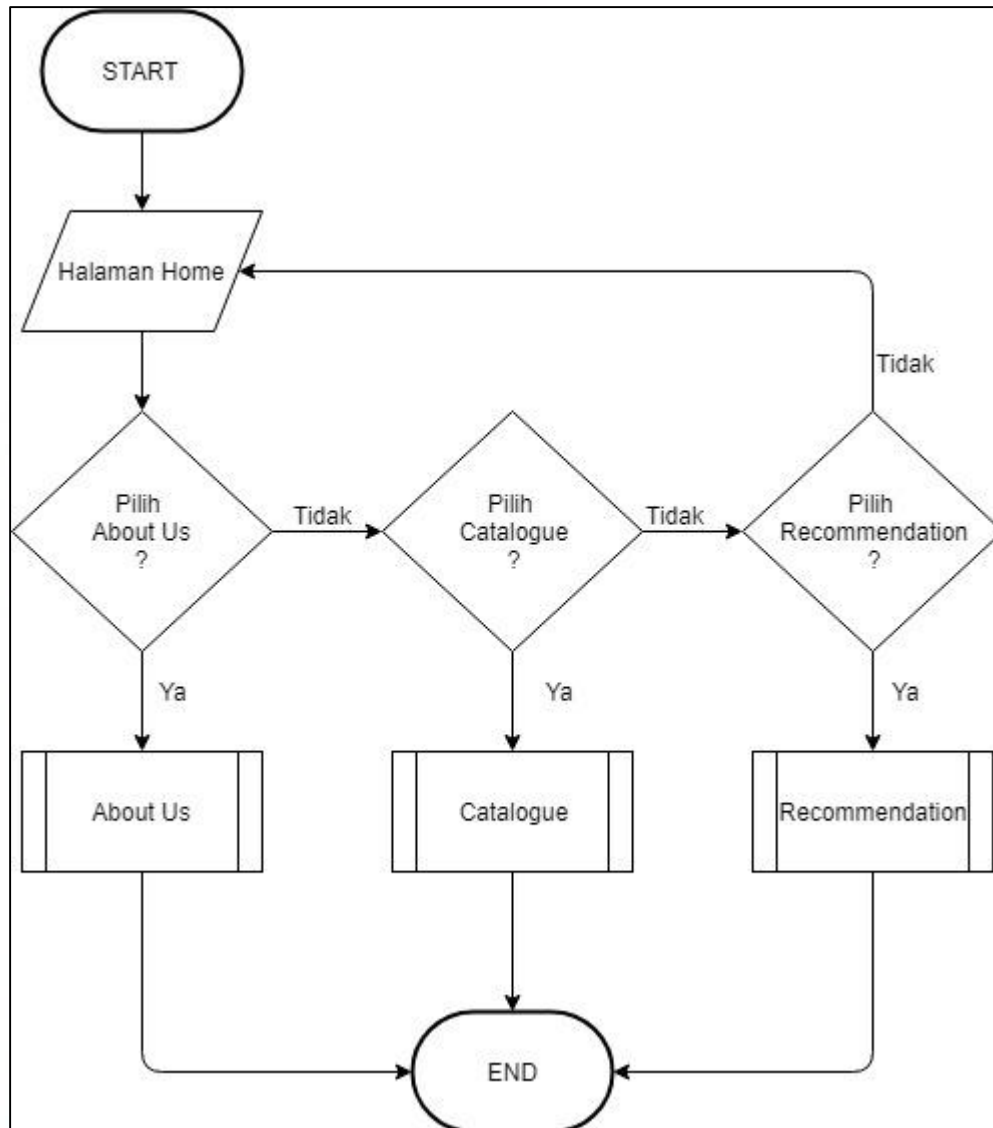 START
Halaman Home
Tidak
Pilih
About Us
?
Tidak
Pilih
Catalogue
?
Tidak
Pilih
Recommendation
?
Ya
Ya
Ya
About Us
Catalogue
Recommendation
END